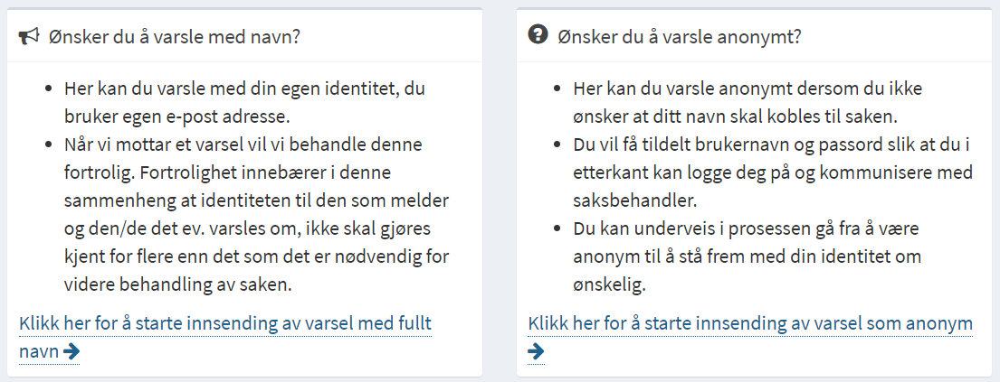 Ønsker du å varsle med navn?
Her kan du varsle med din egen identitet, du
bruker egen e-post adresse.
Når vi mottar et varsel vil vi behandle denne
fortrolig. Fortrolighet innebærer i denne
sammenheng at identiteten til den som melder
og den/de det ev. varsles om, ikke skal gjøres
kjent for flere enn det som det er nødvendig for
videre behandling av saken.
Klikk her for å starte innsending av varsel med fullt
navn
Ønsker du å varsle anonymt?
Her kan du varsle anonymt dersom du ikke
ønsker at ditt navn skal kobles til saken.
Du vil få tildelt brukernavn og passord slik at du i
etterkant kan logge deg på og kommunisere med
saksbehandler.
Du kan underveis i prosessen gå fra å være
anonym til å stå frem med din identitet om
ønskelig.
Klikk her for å starte innsending av varsel som anonym